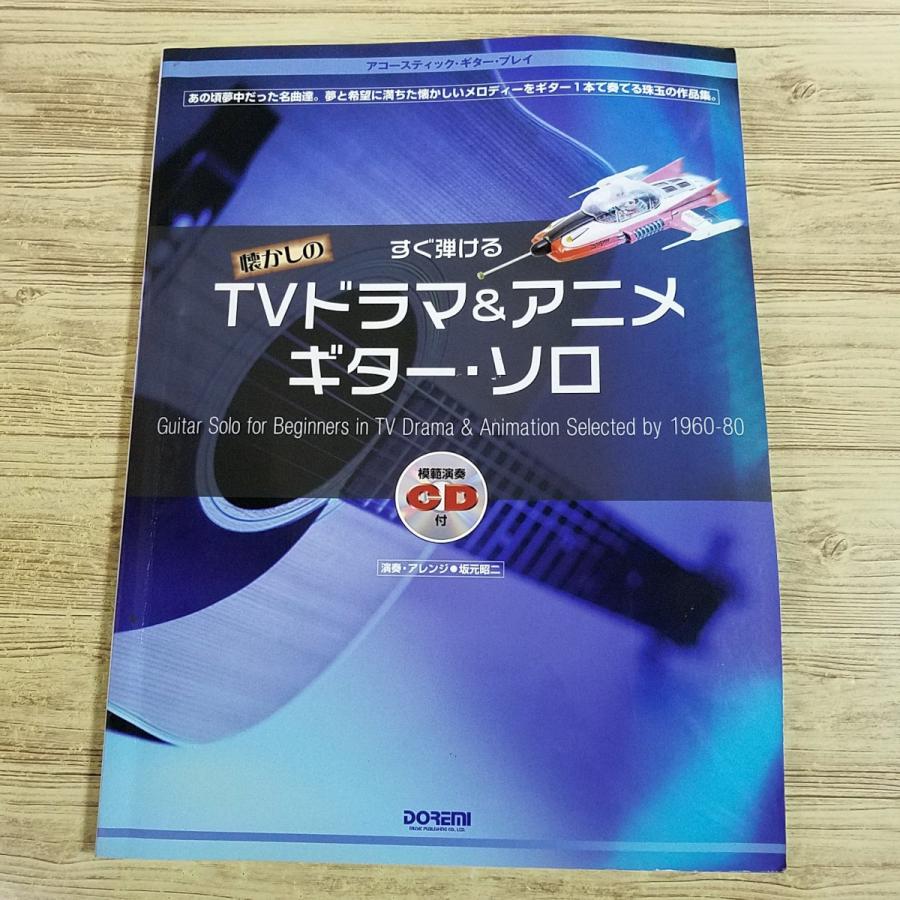 アコースティック・ギター・プレイ
あの頃夢中だった名曲達。夢と希望に満ちた懐かしいメロディーをギター1本で奏でる珠玉の作品集。
すぐ弾ける
懐かしの
TVドラマ&アニメ
ギター・ソロ
Guitar Solo for Beginners in TV Drama & Animation Selected by 1960-80
模範演奏
CD
付
演奏・アレンジ●坂元昭二
DOREMI
MUSIC PUBLISHING CO., LTD.